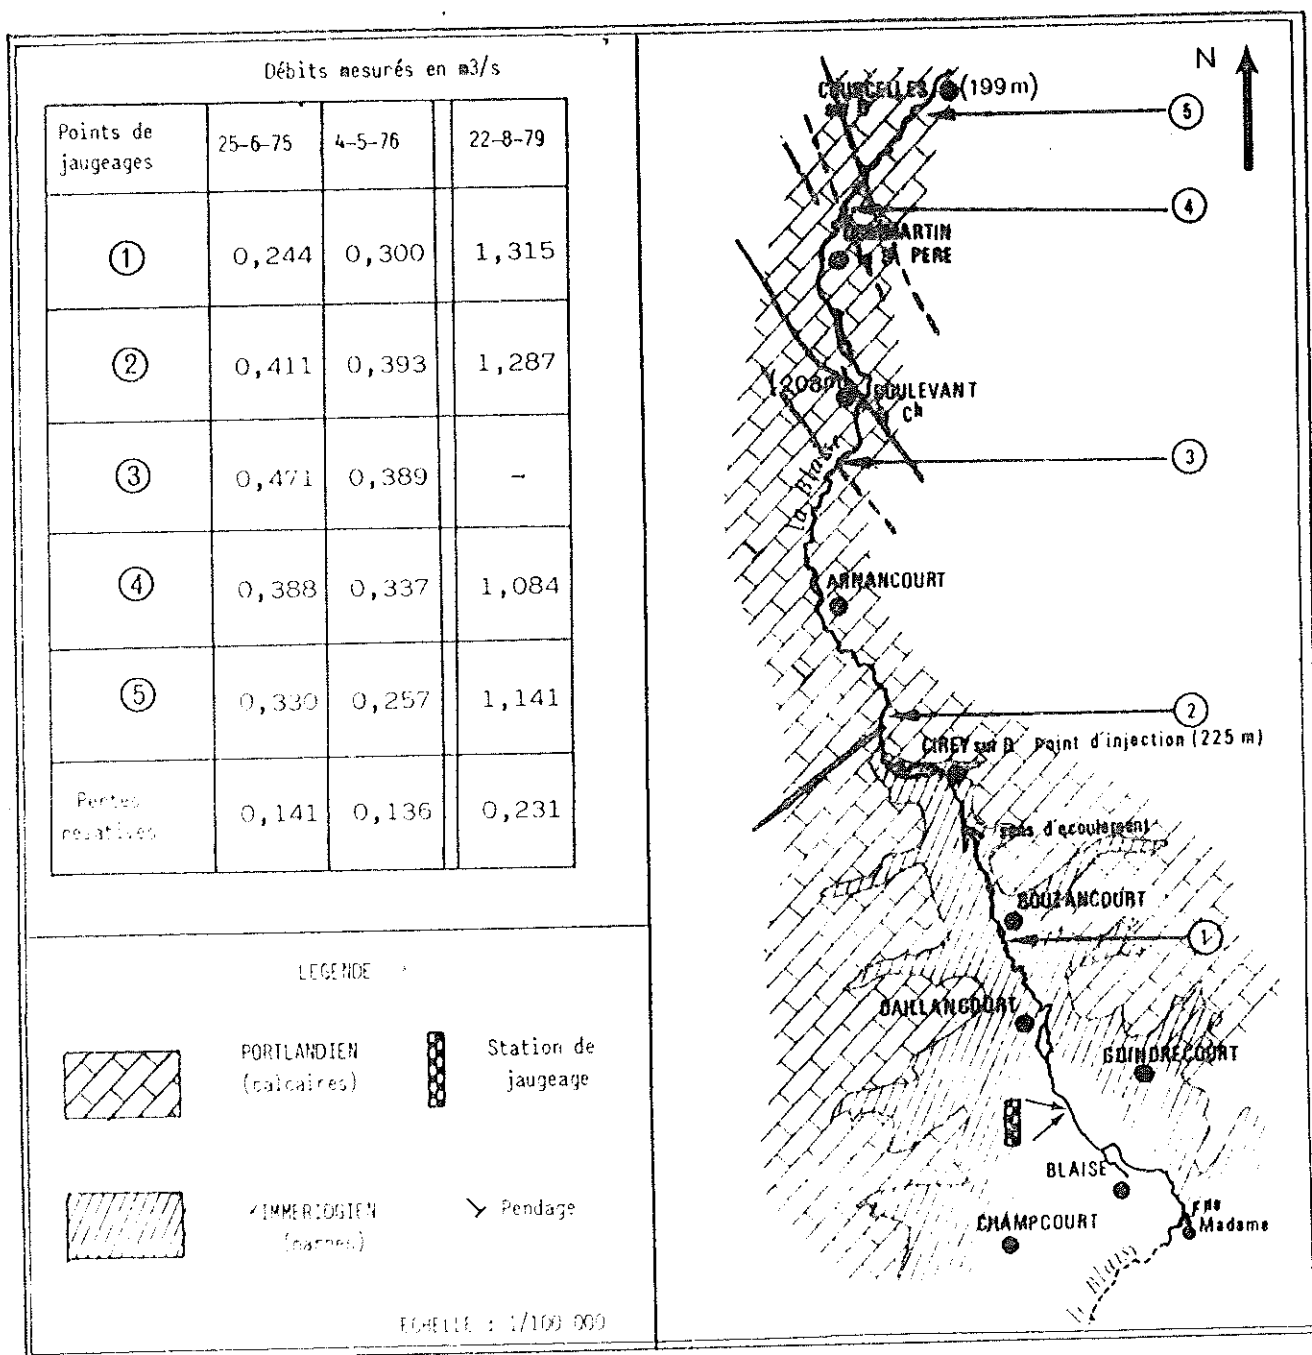 Débits mesurés en m3/s
Points de jaugeages 25-6-75 4-5-76 22-8-79
1 0,244 0,300 1,315
2 0,411 0,393 1,287
3 0,471 0,389 -
4 0,388 0,337 1,084
5 0,330 0,257 1,141
Pertes relatives 0,141 0,136 0,231
LEGENDE
PORTLANDIEN
(calcaires)
Station de
jaugeage
KIMMERIDGIEN
(marnes)
Pendage
ECHELLE : 1/100 000
N
COURCELLES
sur B
(199 m)
5
4
MARTIN
PERE
DOULEVANT
Ch
3
la Blaise
ARNANCOURT
2
CIREY sur B Point d'injection (225 m)
sens d'écoulement
BOUZANCOURT
1
DAILLANCOURT
GUINDRECOURT
BLAISE
CHAMPCOURT
Madame
la Blaise